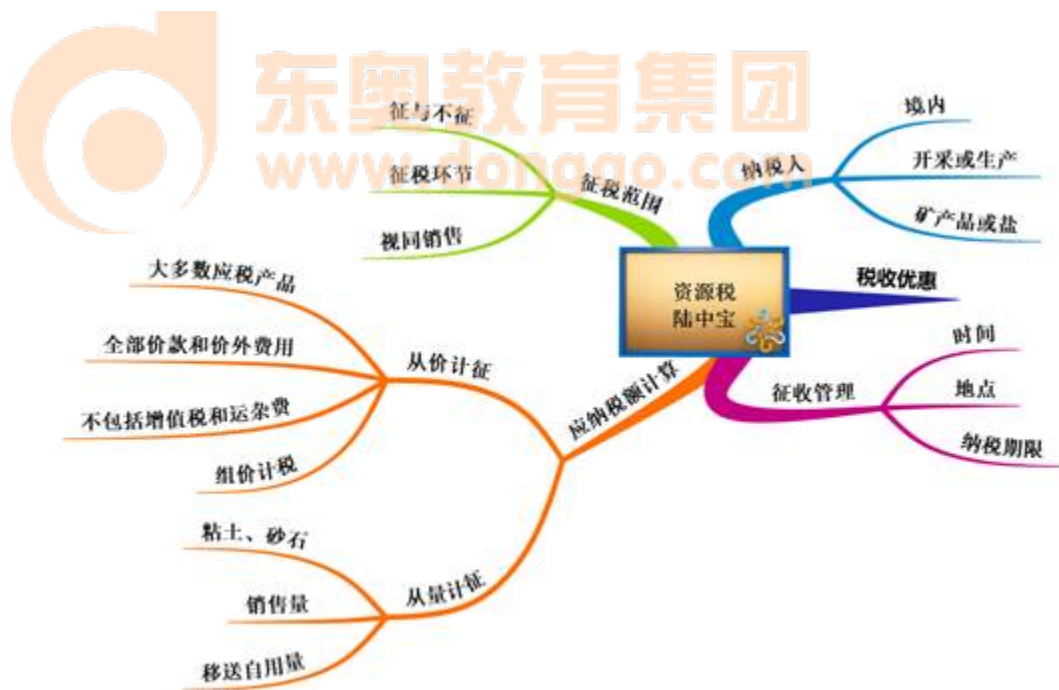 东奥教育集团
www.dongao.com
资源税
陆中宝
纳税人
境内
开采或生产
矿产品或盐
税收优惠
征收管理
时间
地点
纳税期限
征税范围
征与不征
征税环节
视同销售
应纳税额计算
从价计征
大多数应税产品
全部价款和价外费用
不包括增值税和运杂费
组价计税
从量计征
粘土、砂石
销售量
移送自用量